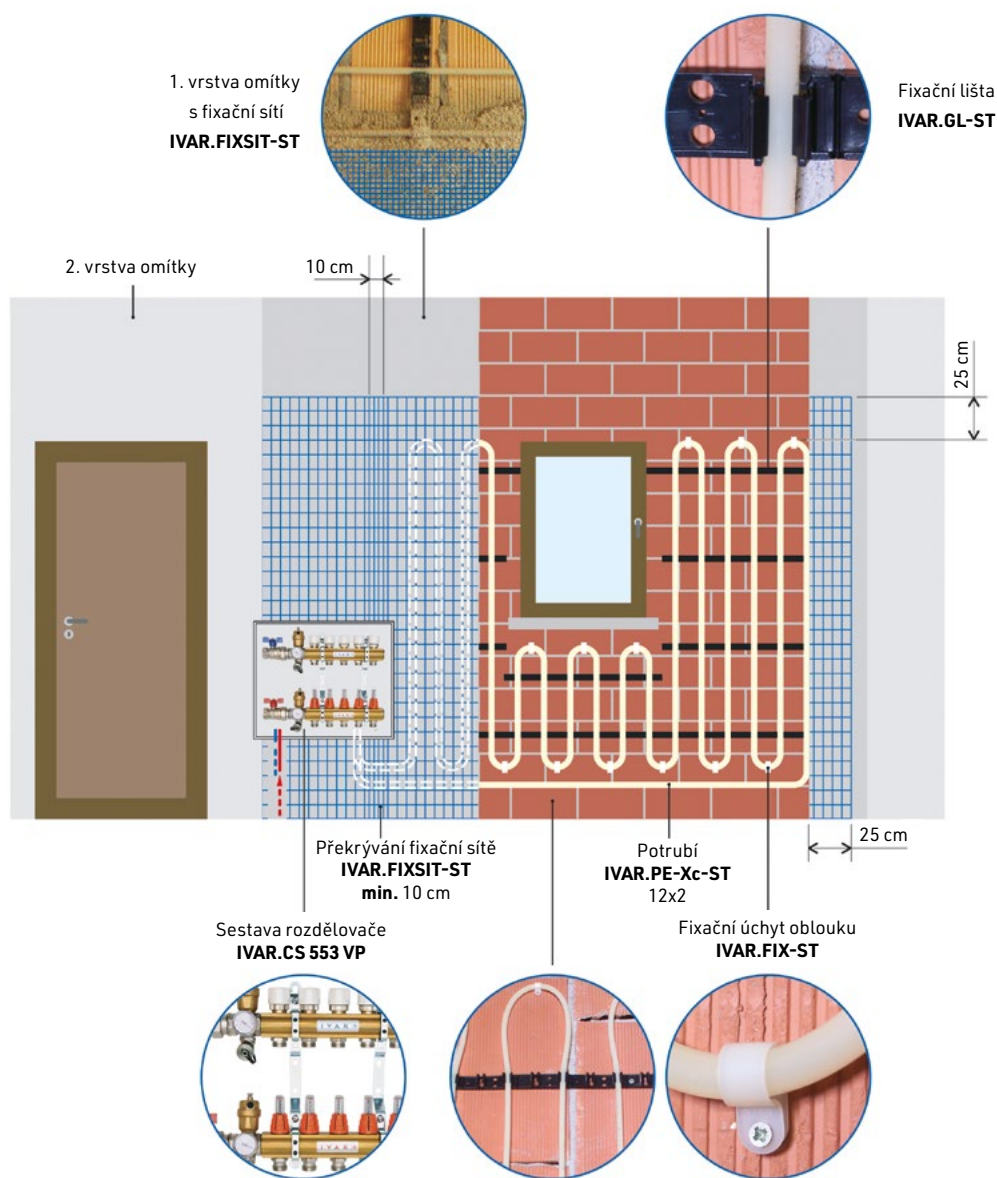 1. vrstva omítky
s fixační sítí
IVAR.FIXSIT-ST
Fixační lišta
IVAR.GL-ST
2. vrstva omítky
10 cm
25 cm
25 cm
Překrývání fixační sítě
IVAR.FIXSIT-ST
min. 10 cm
Potrubí
IVAR.PE-Xc-ST
12x2
Sestava rozdělovače
IVAR.CS 553 VP
Fixační úchyt oblouku
IVAR.FIX-ST
IVAR
IVAR